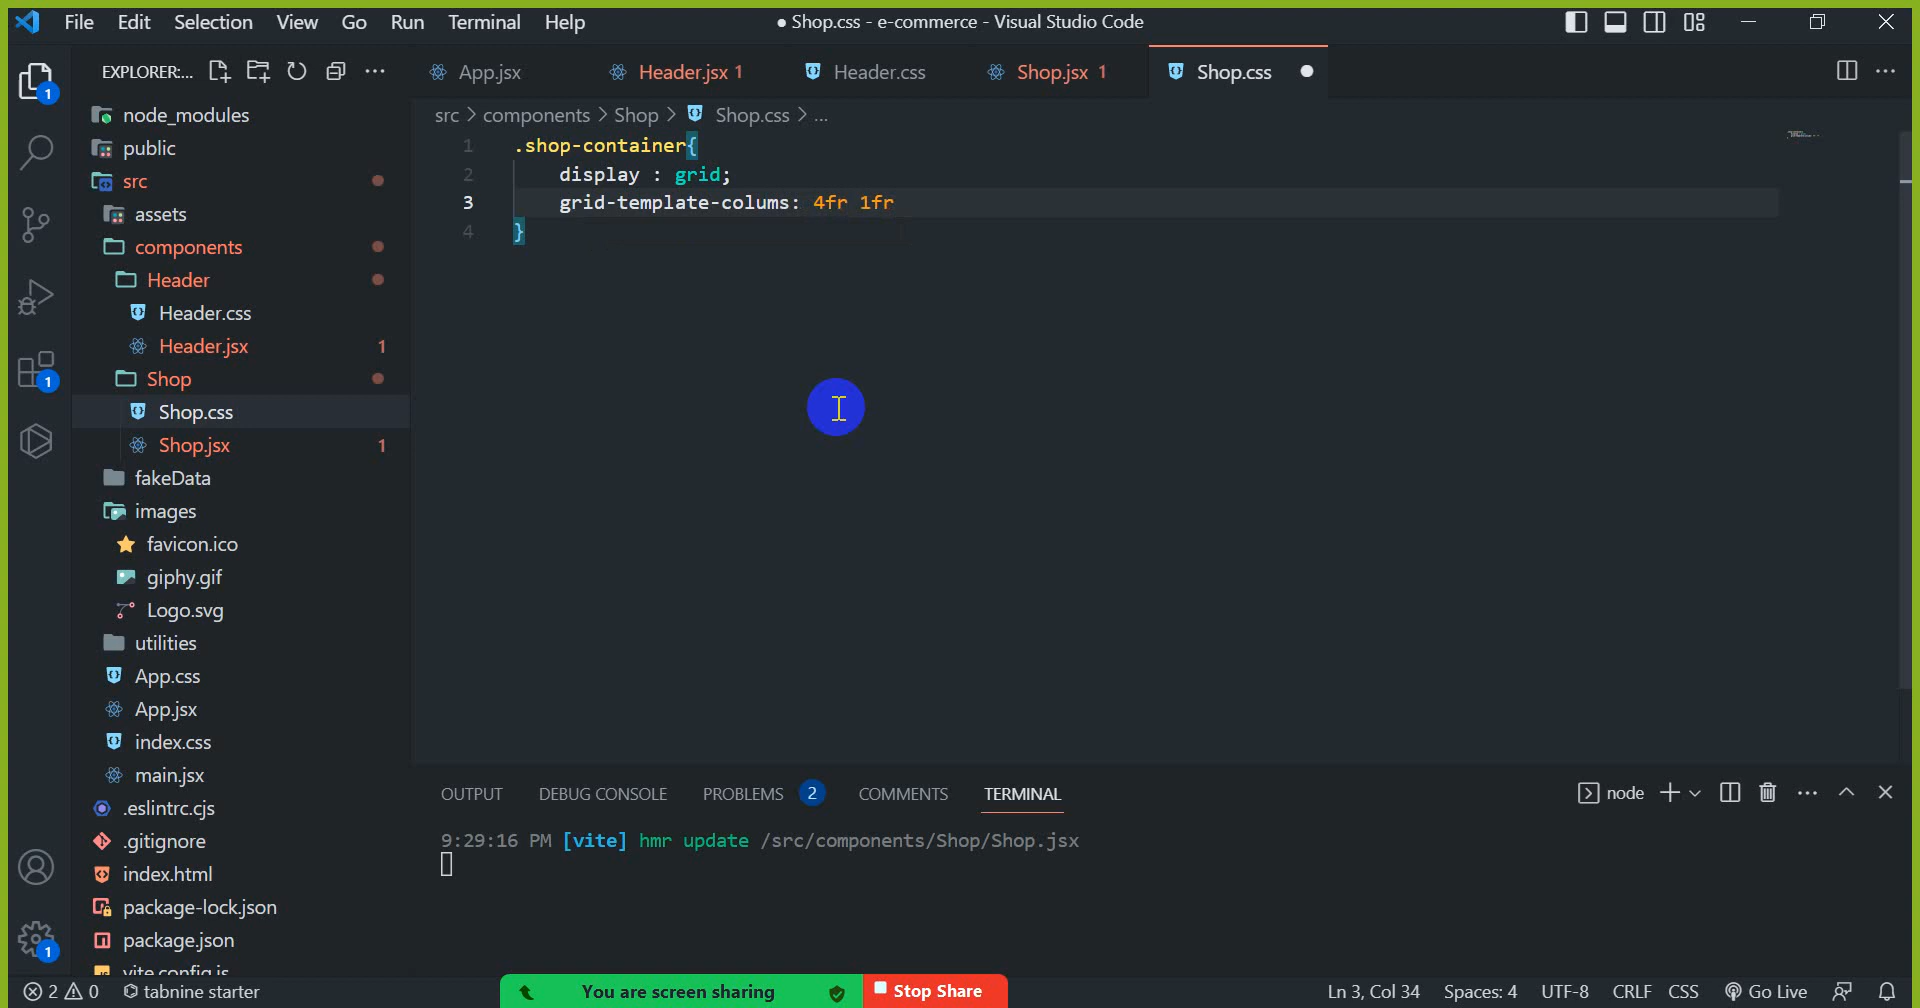 File Edit Selection View Go Run Terminal Help
● Shop.css - e-commerce - Visual Studio Code
EXPLORER:...
App.jsx
Header.jsx 1
Header.css
Shop.jsx 1
Shop.css
src > components > Shop > Shop.css > ...
1 .shop-container{
2 display : grid;
3 grid-template-colums: 4fr 1fr
4 }
1
node_modules
public
src
assets
components
Header
Header.css
Header.jsx 1
Shop
Shop.css
Shop.jsx 1
fakeData
images
favicon.ico
giphy.gif
Logo.svg
utilities
App.css
App.jsx
index.css
main.jsx
.eslintrc.cjs
.gitignore
index.html
package-lock.json
package.json
vite.config.js
1
1
OUTPUT DEBUG CONSOLE PROBLEMS 2 COMMENTS TERMINAL
node
9:29:16 PM [vite] hmr update /src/components/Shop/Shop.jsx
2 0 tabnine starter
You are screen sharing
Stop Share
Ln 3, Col 34 Spaces: 4 UTF-8 CRLF CSS Go Live